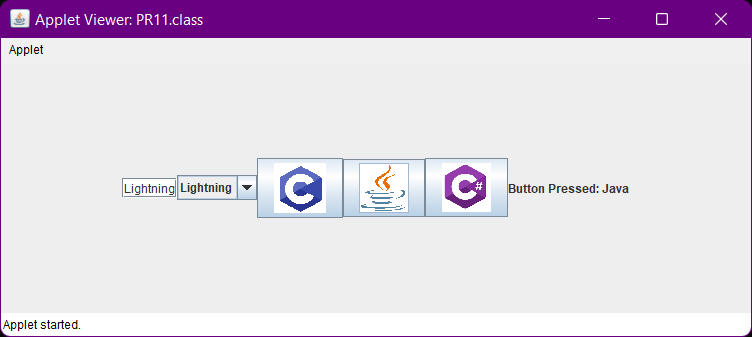 Applet Viewer: PR11.class
Applet
Lightning
Lightning
C
C#
Button Pressed: Java
Applet started.